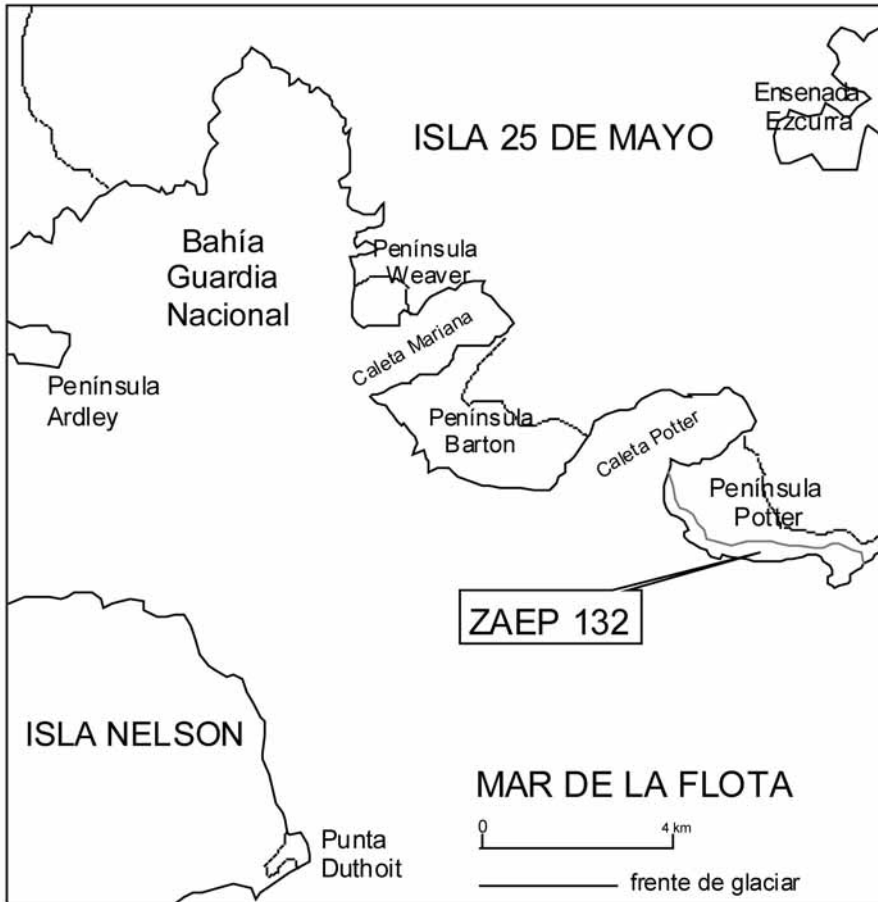 Ensenada
Ezcurra
ISLA 25 DE MAYO
Bahía
Guardia
Nacional
Península
Weaver
Caleta Mariana
Península
Ardley
Península
Barton
Caleta Potter
Península
Potter
ZAEP 132
ISLA NELSON
MAR DE LA FLOTA
0 4 km
Punta
Duthoit
frente de glaciar